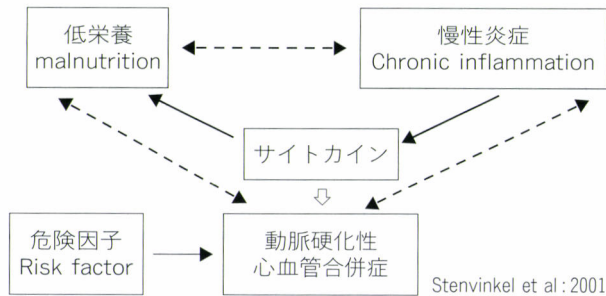 低栄養
malnutrition
慢性炎症
Chronic inflammation
サイトカイン
危険因子
Risk factor
動脈硬化性
心血管合併症
Stenvinkel et al:2001